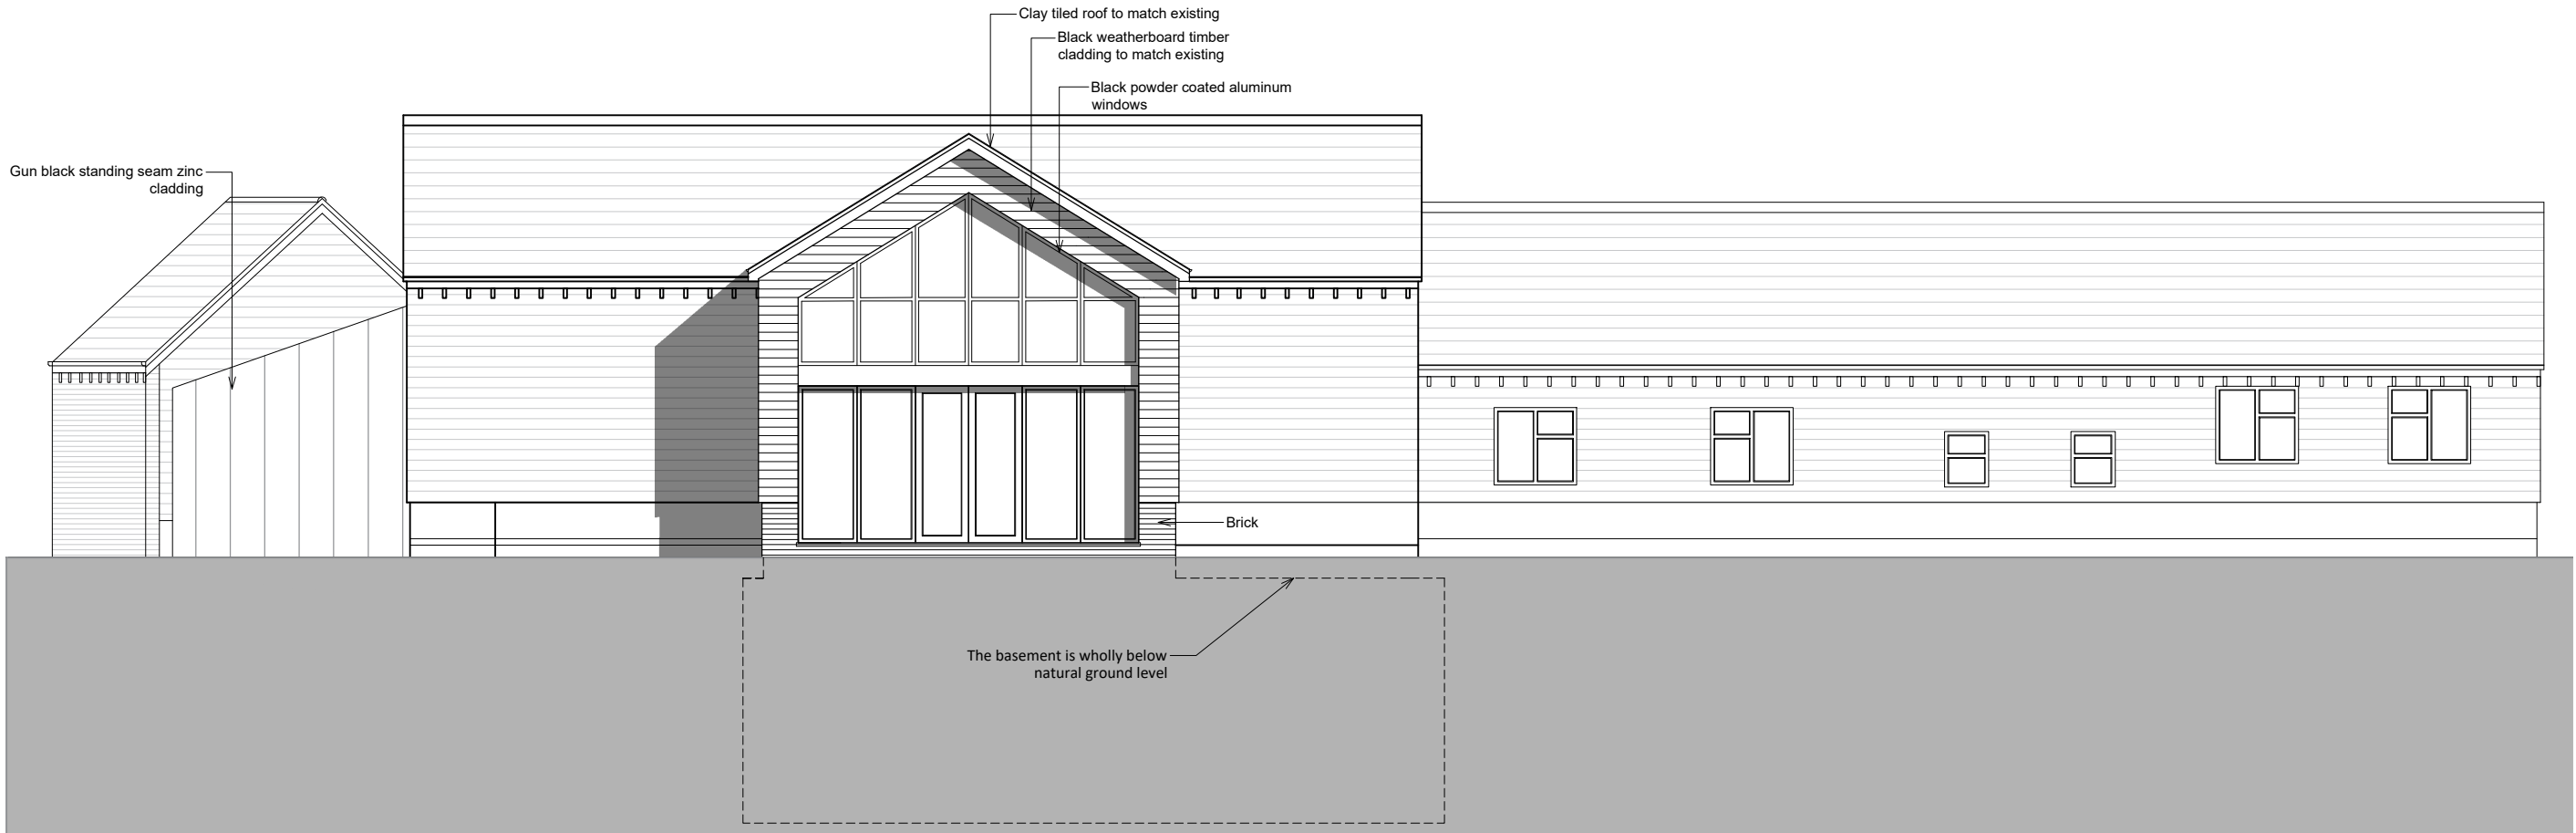 Clay tiled roof to match existing
Black weatherboard timber
cladding to match existing
Black powder coated aluminum
windows
Gun black standing seam zinc
cladding
Brick
The basement is wholly below
natural ground level